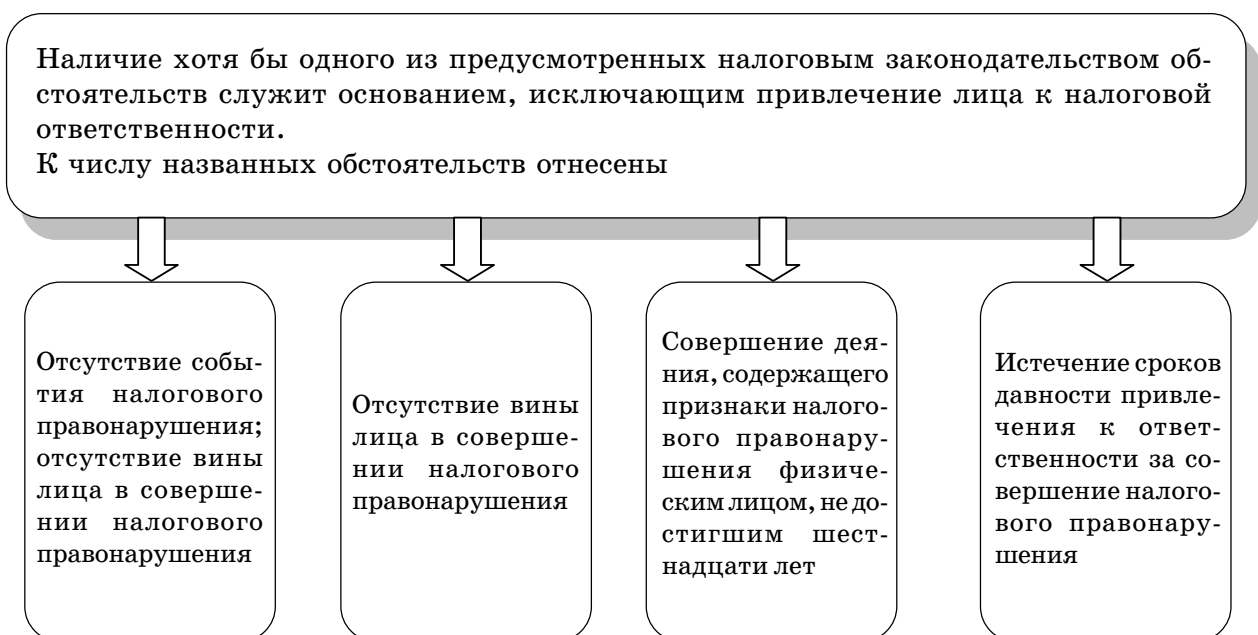 Наличие хотя бы одного из предусмотренных налоговым законодательством об-
стоятельств служит основанием, исключающим привлечение лица к налоговой
ответственности.
К числу названных обстоятельств отнесены
Отсутствие собы-
тия налогового
правонарушения;
отсутствие вины
лица в соверше-
нии налогового
правонарушения
Отсутствие вины
лица в соверше-
нии налогового
правонарушения
Совершение дея-
ния, содержащего
признаки налого-
вого правонару-
шения физиче-
ским лицом, не до-
стигшим шест-
надцати лет
Истечение сроков
давности привле-
чения к ответ-
ственности за со-
вершение налого-
вого правонару-
шения